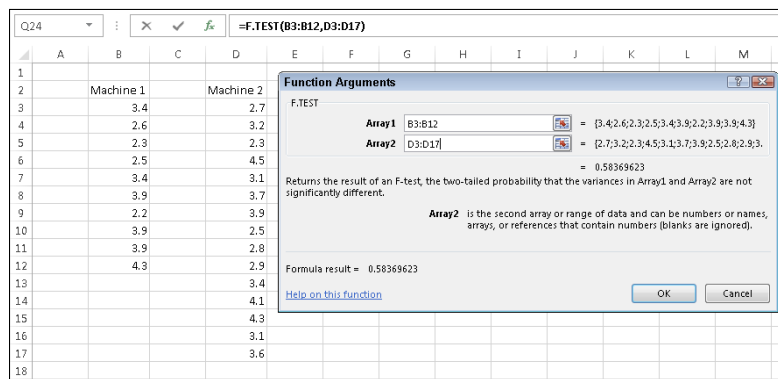 Q24 fx =F.TEST(B3:B12,D3:D17)
A B C D E F G H I J K L M
1
2 Machine 1 Machine 2
3 3.4 2.7
4 2.6 3.2
5 2.3 2.3
6 2.5 4.5
7 3.4 3.1
8 3.9 3.7
9 2.2 3.9
10 3.9 2.5
11 3.9 2.8
12 4.3 2.9
13 3.4
14 4.1
15 4.3
16 3.1
17 3.6
18
Function Arguments
F.TEST
Array1 B3:B12 = {3.4;2.6;2.3;2.5;3.4;3.9;2.2;3.9;3.9;4.3}
Array2 D3:D17 = {2.7;3.2;2.3;4.5;3.1;3.7;3.9;2.5;2.8;2.9;3.
= 0.58369623
Returns the result of an F-test, the two-tailed probability that the variances in Array1 and Array2 are not
significantly different.
Array2 is the second array or range of data and can be numbers or names,
arrays, or references that contain numbers (blanks are ignored).
Formula result = 0.58369623
Help on this function
OK Cancel